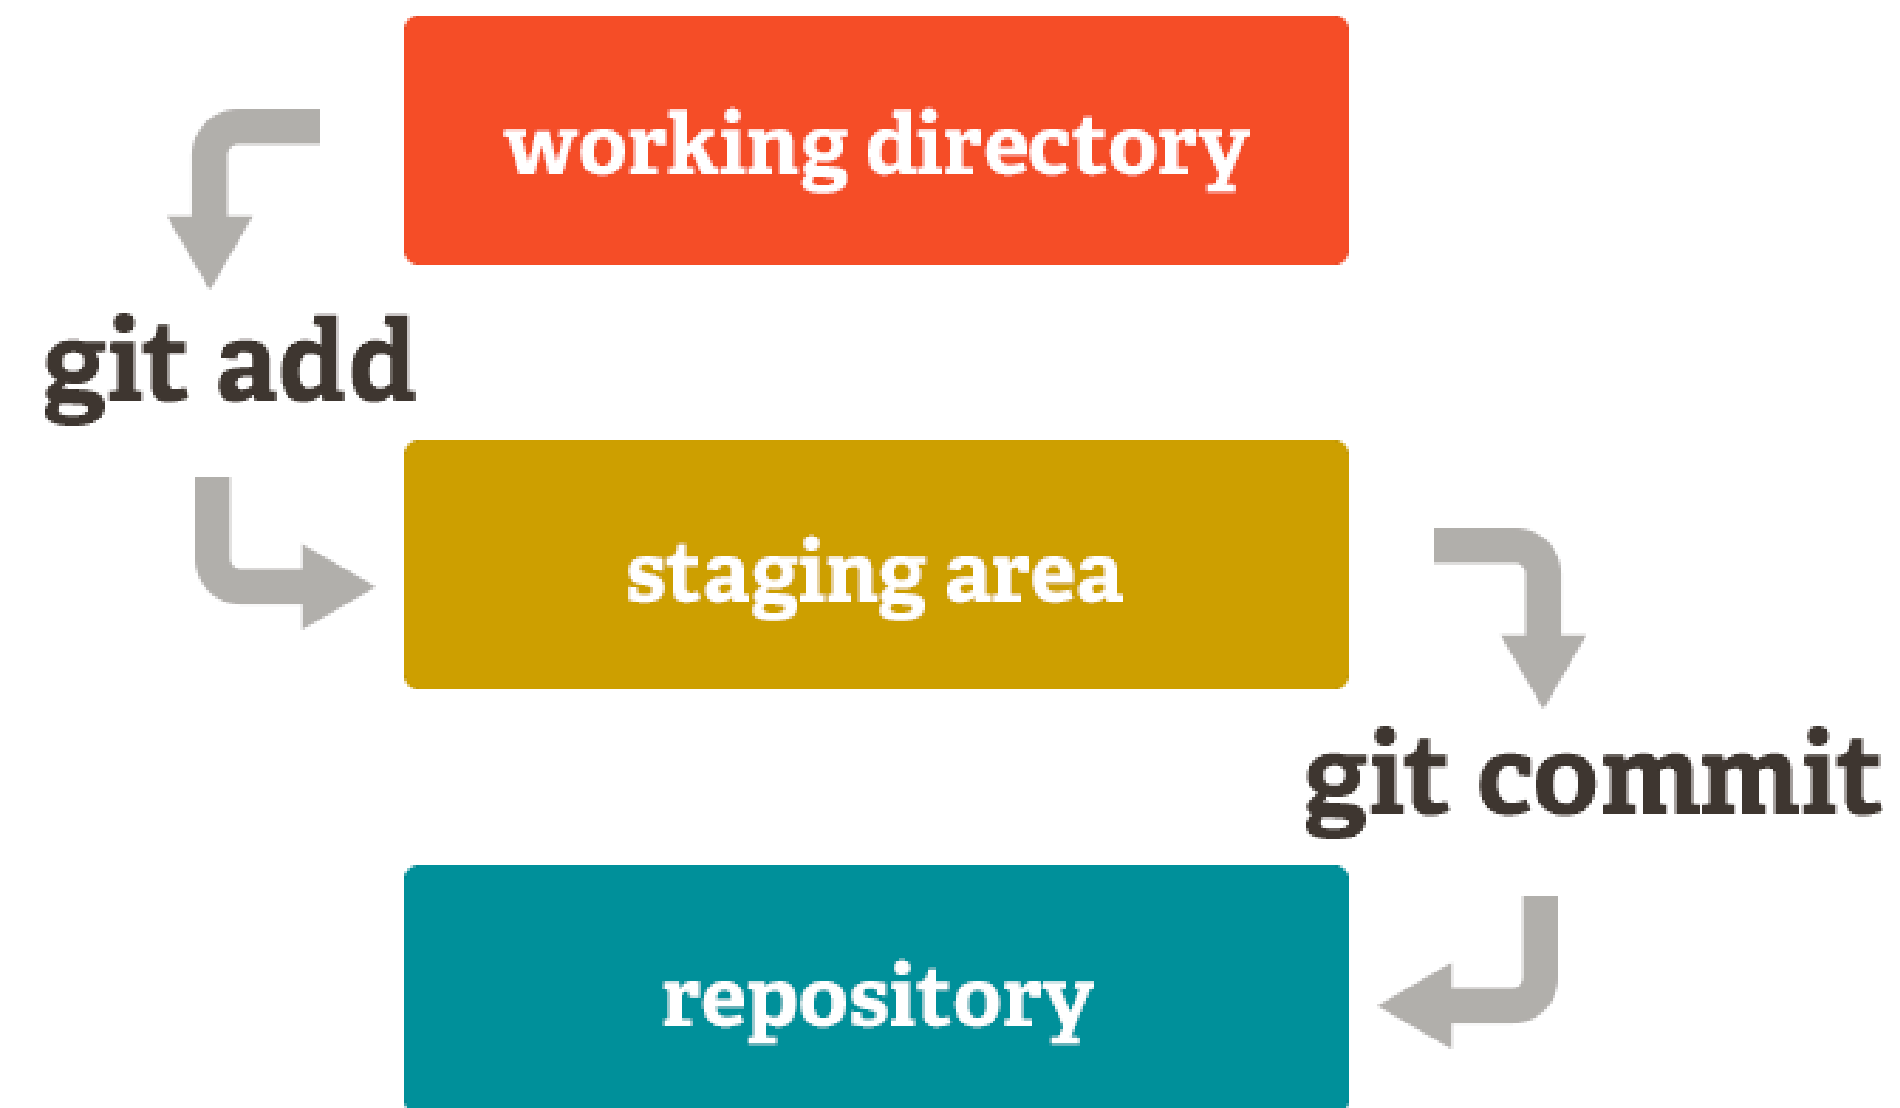 working directory
git add
staging area
git commit
repository